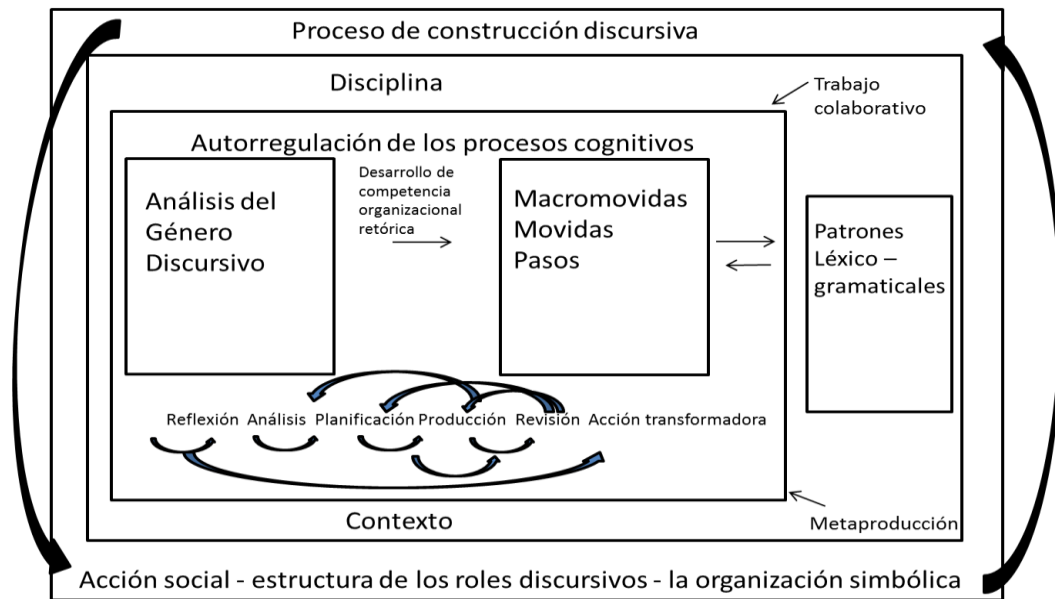 Proceso de construcción discursiva
Disciplina
Trabajo
colaborativo
Autorregulación de los procesos cognitivos
Análisis del
Género
Discursivo
Desarrollo de
competencia
organizacional
retórica
Macromovidas
Movidas
Pasos
Patrones
Léxico –
gramaticales
Reflexión Análisis Planificación Producción Revisión Acción transformadora
Contexto
Metaproducción
Acción social - estructura de los roles discursivos - la organización simbólica